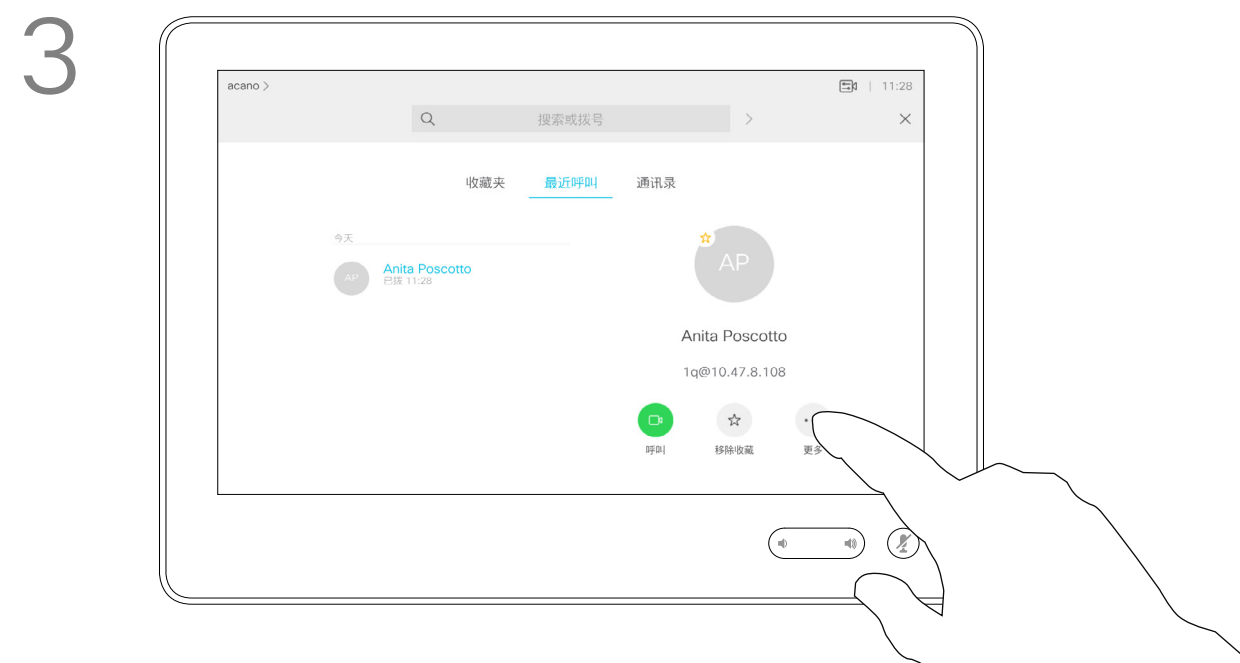 3
acano >
11:28
搜索或拨号
收藏夹 最近呼叫 通讯录
今天
AP
Anita Poscotto
已拨 11:28
AP
Anita Poscotto
1q@10.47.8.108
呼叫 移除收藏 更多